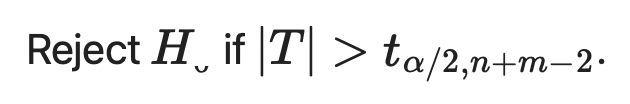 Reject H if |T| > t_{α/2,n+m−2}.